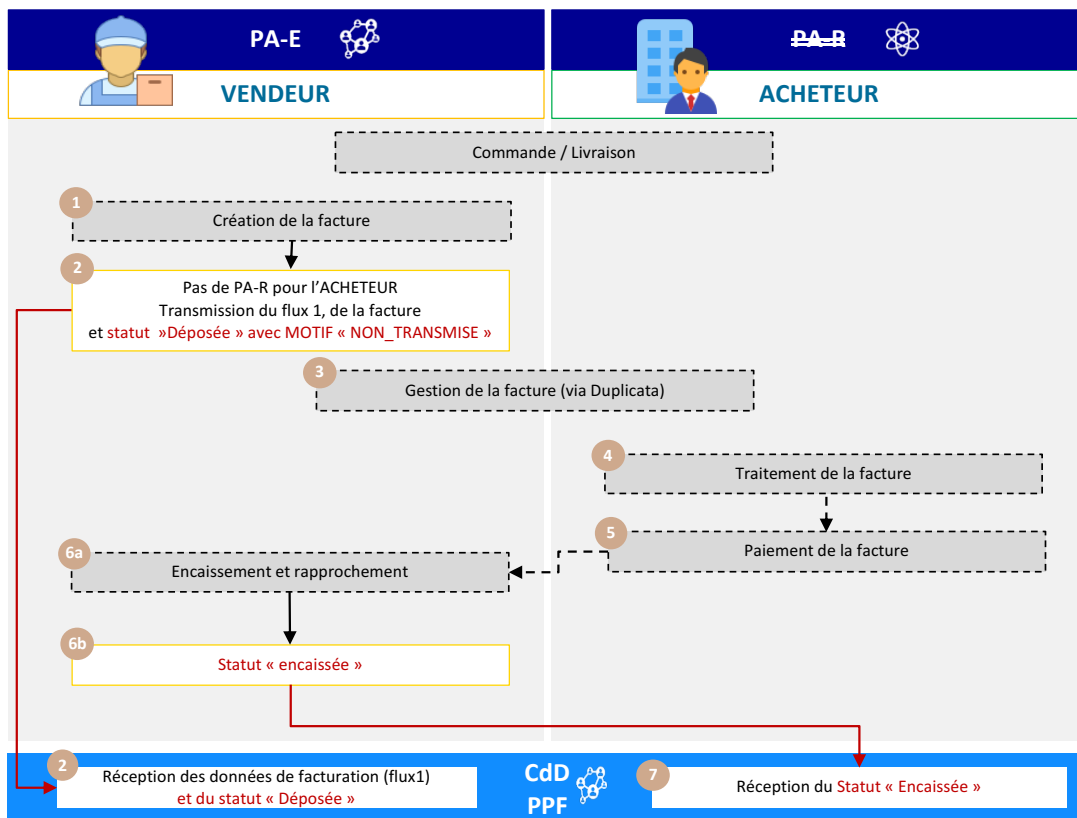 PA-E
PA-R
VENDEUR
ACHETEUR
Commande / Livraison
1
Création de la facture
2
Pas de PA-R pour l’ACHETEUR
Transmission du flux 1, de la facture
et statut »Déposée » avec MOTIF « NON_TRANSMISE »
3
Gestion de la facture (via Duplicata)
4
Traitement de la facture
5
Paiement de la facture
6a
Encaissement et rapprochement
6b
Statut « encaissée »
2
Réception des données de facturation (flux1)
et du statut « Déposée »
CdD
PPF
7
Réception du Statut « Encaissée »